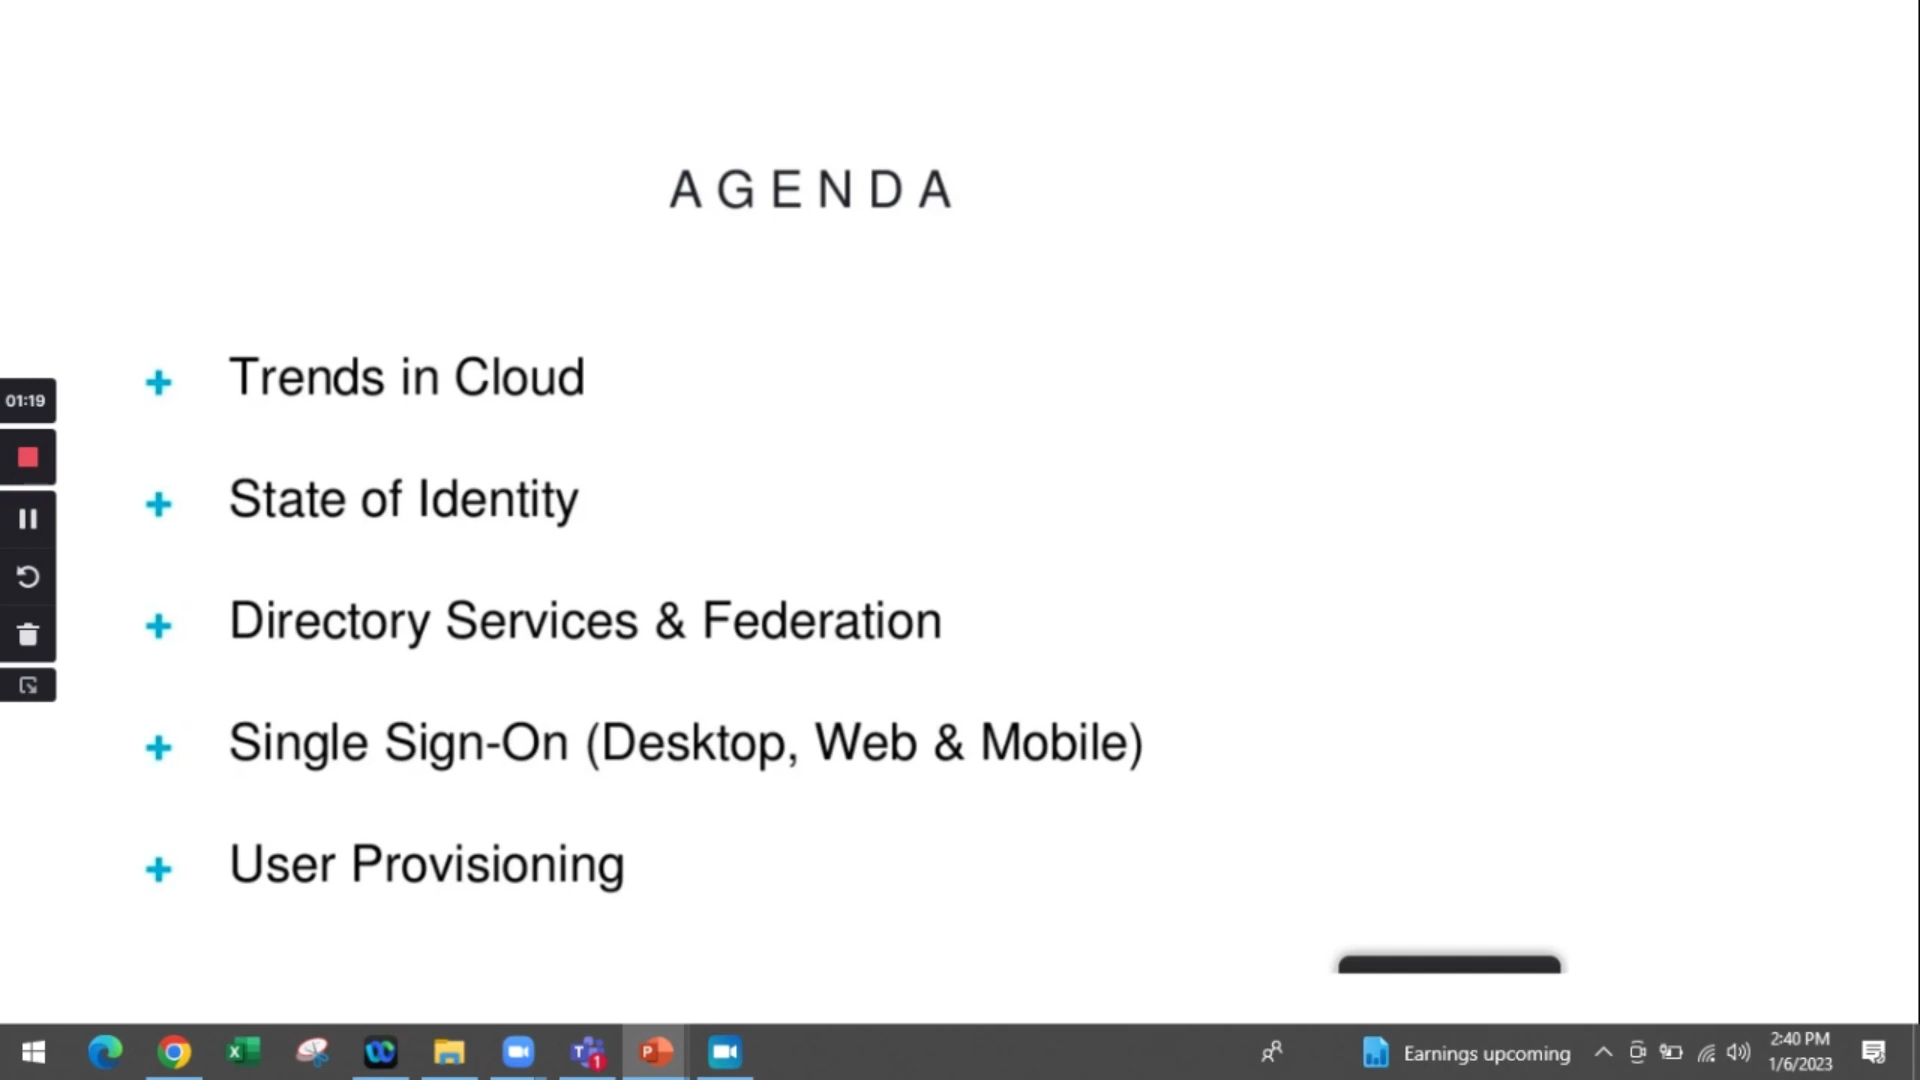 AGENDA
Trends in Cloud
01:19
State of Identity
Directory Services & Federation
Single Sign-On (Desktop, Web & Mobile)
User Provisioning
Earnings upcoming
2:40 PM
1/6/2023
1